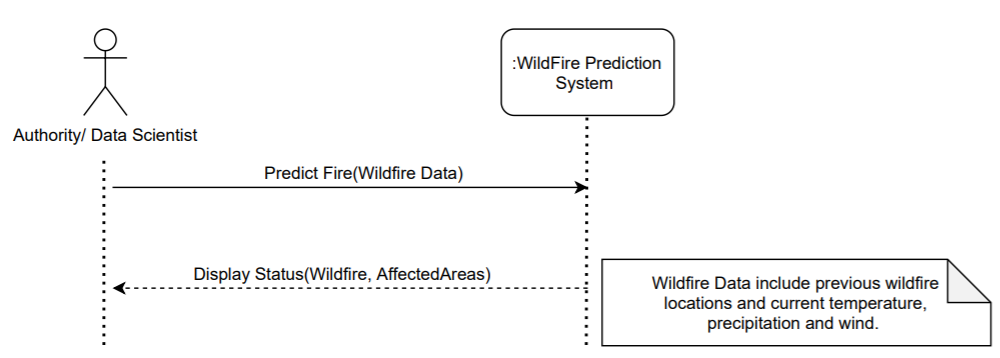 :WildFire Prediction
System
Authority/ Data Scientist
Predict Fire(Wildfire Data)
Display Status(Wildfire, AffectedAreas)
Wildfire Data include previous wildfire
locations and current temperature,
precipitation and wind.